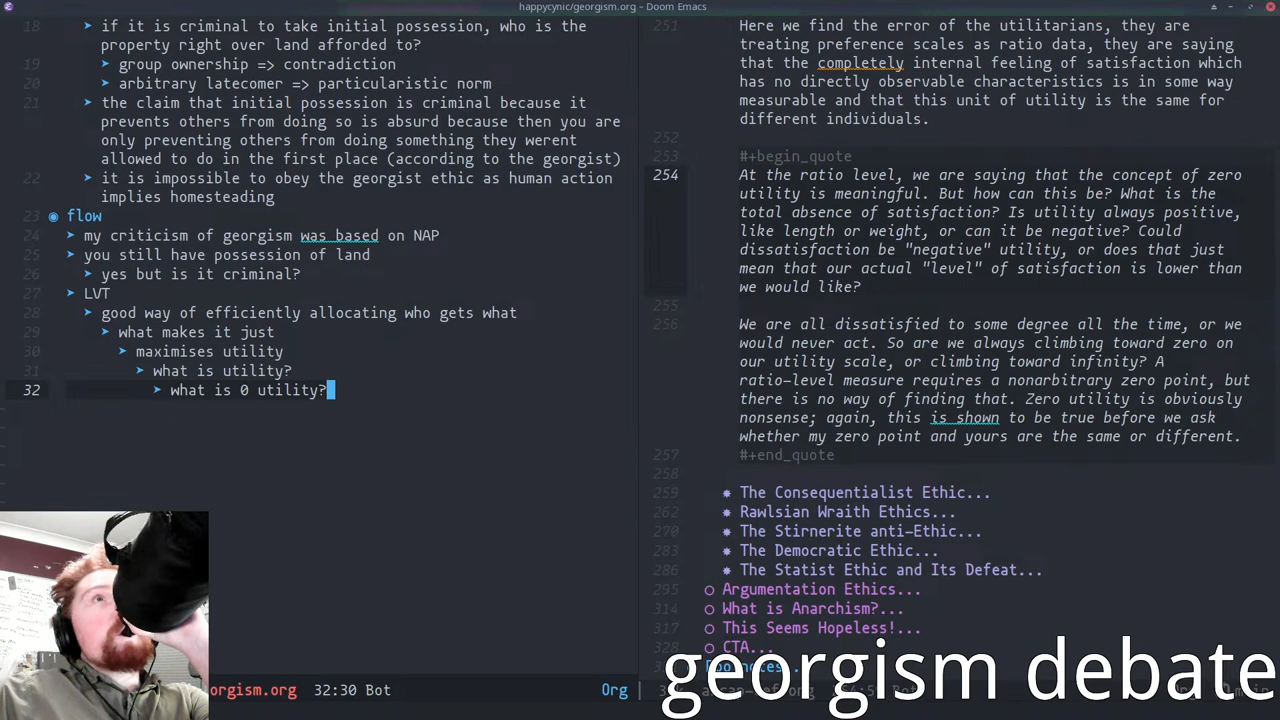 happycynic/georgism.org – Doom Emacs
18 ➤ if it is criminal to take initial possession, who is the
property right over land afforded to?
19 ➤ group ownership => contradiction
20 ➤ arbitrary latecomer => particularistic norm
21 ➤ the claim that initial possession is criminal because it
prevents others from doing so is absurd because then you are
only preventing others from doing something they werent
allowed to do in the first place (according to the georgist)
22 ➤ it is impossible to obey the georgist ethic as human action
implies homesteading
23 ◉ flow
24 ➤ my criticism of georgism was based on NAP
25 ➤ you still have possession of land
26 ➤ yes but is it criminal?
27 ➤ LVT
28 ➤ good way of efficiently allocating who gets what
29 ➤ what makes it just
30 ➤ maximises utility
31 ➤ what is utility?
32 ➤ what is 0 utility?
orgism.org 32:30 Bot Org
251 Here we find the error of the utilitarians, they are
treating preference scales as ratio data, they are saying
that the completely internal feeling of satisfaction which
has no directly observable characteristics is in some way
measurable and that this unit of utility is the same for
different individuals.
252
253 #+begin_quote
254 At the ratio level, we are saying that the concept of zero
utility is meaningful. But how can this be? What is the
total absence of satisfaction? Is utility always positive,
like length or weight, or can it be negative? Could
dissatisfaction be "negative" utility, or does that just
mean that our actual "level" of satisfaction is lower than
we would like?
255
256 We are all dissatisfied to some degree all the time, or we
would never act. So are we always climbing toward zero on
our utility scale, or climbing toward infinity? A
ratio-level measure requires a nonarbitrary zero point, but
there is no way of finding that. Zero utility is obviously
nonsense; again, this is shown to be true before we ask
whether my zero point and yours are the same or different.
257 #+end_quote
258
259 ✸ The Consequentialist Ethic...
262 ✸ Rawlsian Wraith Ethics...
270 ✸ The Stirnerite anti-Ethic...
283 ✸ The Democratic Ethic...
286 ✸ The Statist Ethic and Its Defeat...
295 ○ Argumentation Ethics...
314 ○ What is Anarchism?...
317 ○ This Seems Hopeless!...
328 ○ CTA...
georgism debate